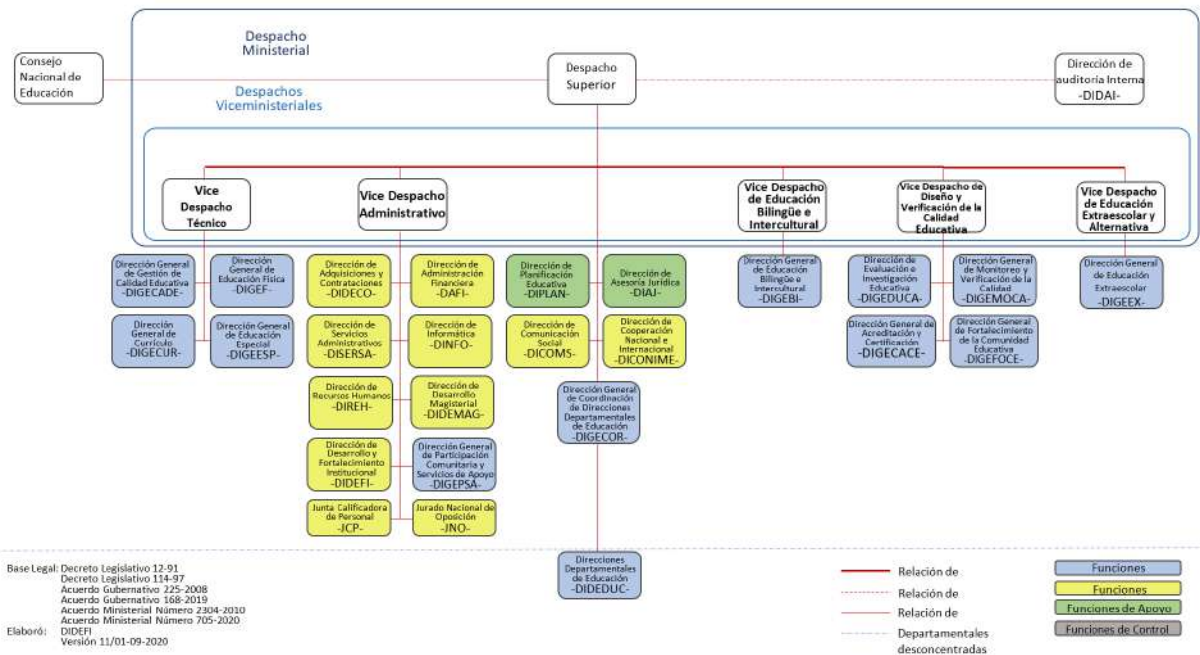 Despacho
Ministerial
Consejo
Nacional de
Educación
Despacho
Superior
Dirección de
auditoría Interna
-DIDAI-
Despachos
Viceministeriales
Vice
Despacho
Técnico
Vice Despacho
Administrativo
Vice Despacho
de Educación
Bilingüe e
Intercultural
Vice Despacho de
Diseño y
Verificación de la
Calidad
Educativa
Vice Despacho
de Educación
Extraescolar y
Alternativa
Dirección General
de Gestión de
Calidad Educativa
-DIGECADE-
Dirección
General de
Educación Física
-DIGEF-
Dirección de
Adquisiciones y
Contrataciones
-DIDECO-
Dirección de
Administración
Financiera
-DAFI-
Dirección de
Planificación
Educativa
-DIPLAN-
Dirección de
Asesoría Jurídica
-DIAJ-
Dirección General
de Educación
Bilingüe e
Intercultural
-DIGEBI-
Dirección de
Evaluación e
Investigación
Educativa
-DIGEDUCA-
Dirección General
de Monitoreo y
Verificación de la
Calidad
-DIGEMOCA-
Dirección General
de Educación
Extraescolar
-DIGEEX-
Dirección
General de
Currículo
-DIGECUR-
Dirección General
de Educación
Especial
-DIGEESP-
Dirección de
Servicios
Administrativos
-DISERSA-
Dirección de
Informática
-DINFO-
Dirección de
Comunicación
Social
-DICOMS-
Dirección de
Cooperación
Nacional e
Internacional
-DICONIME-
Dirección General de
Acreditación y
Certificación
-DIGECACE-
Dirección General
de Fortalecimiento
de la Comunidad
Educativa
-DIGEFOCE-
Dirección de
Recursos Humanos
-DIREH-
Dirección de
Desarrollo
Magisterial
-DIDEMAG-
Dirección General
de Coordinación
de Direcciones
Departamentales
de Educación
-DIGECOR-
Dirección de
Desarrollo y
Fortalecimiento
Institucional
-DIDEFI-
Dirección General
de Participación
Comunitaria y
Servicios de Apoyo
-DIGEPSA-
Junta Calificadora
de Personal
-JCP-
Jurado Nacional de
Oposición
-JNO-
Direcciones
Departamentales
de Educación
-DIDEDUC-
Base Legal: Decreto Legislativo 12-91
Decreto Legislativo 114-97
Acuerdo Gubernativo 225-2008
Acuerdo Gubernativo 168-2019
Acuerdo Ministerial Número 2304-2010
Acuerdo Ministerial Número 705-2020
Elaboró: DIDEFI
Versión 11/01-09-2020
Relación de
Relación de
Relación de
Departamentales
desconcentradas
Funciones
Funciones
Funciones de Apoyo
Funciones de Control